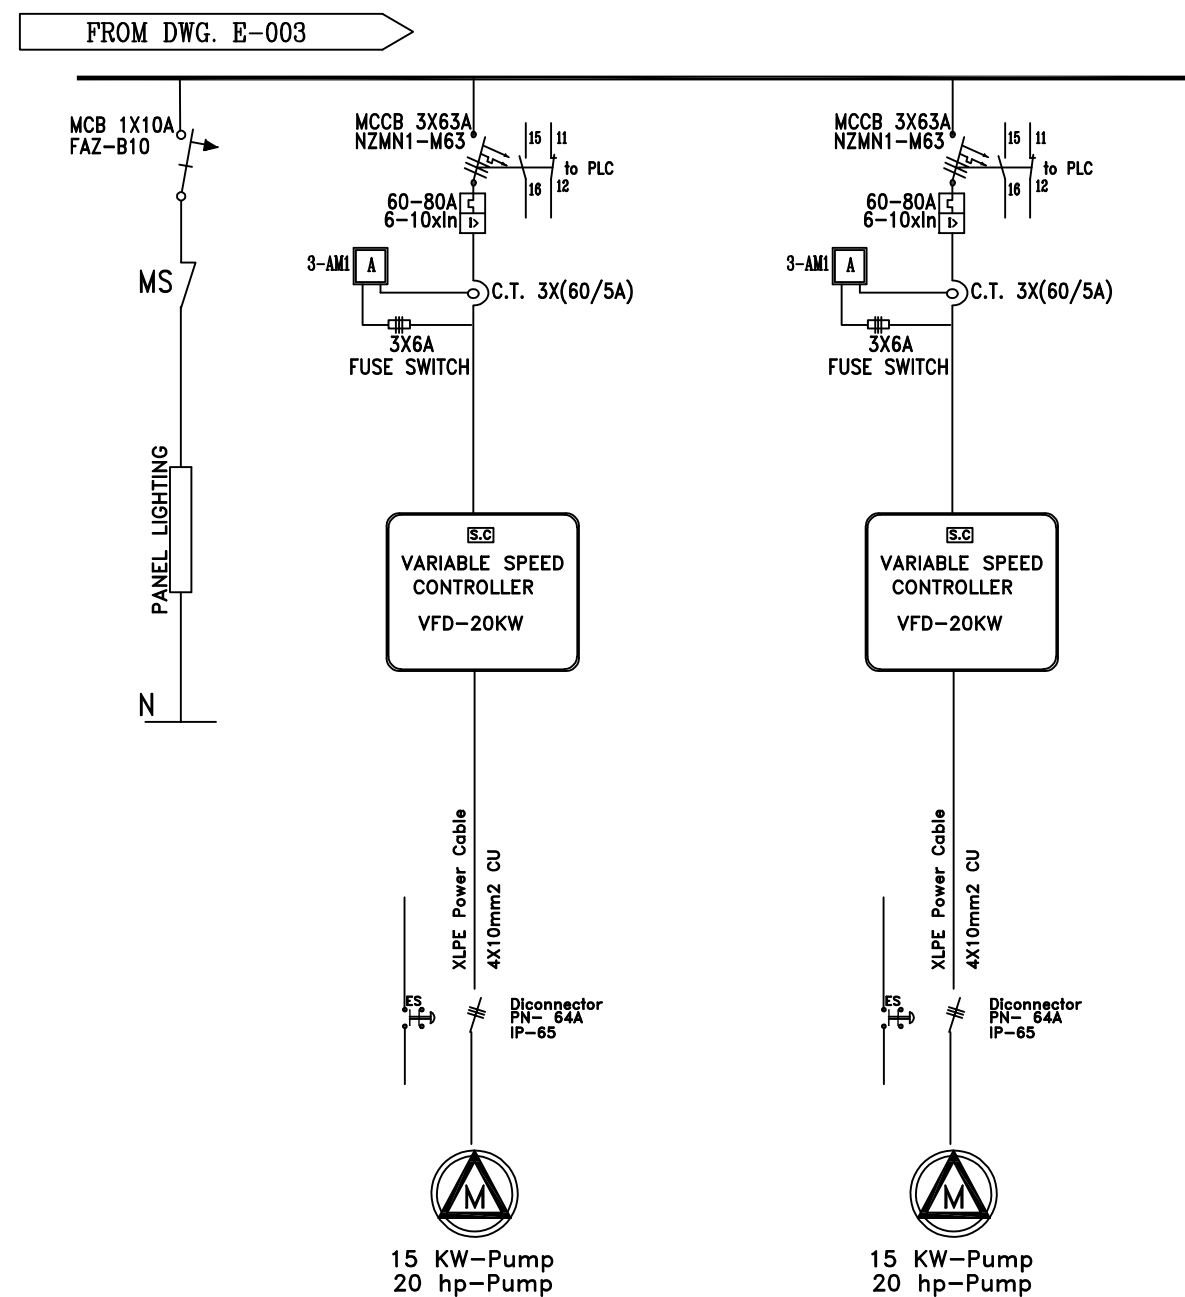 FROM DWG. E-003
MCB 1X10A
FAZ-B10
MS
PANEL LIGHTING
N
MCCB 3X63A
NZMN1-M63
15
11
to PLC
16
12
60-80A
6-10xIn
I>
3-AM1
A
C.T. 3X(60/5A)
3X6A
FUSE SWITCH
S.C
VARIABLE SPEED
CONTROLLER
VFD-20KW
XLPE Power Cable
4X10mm2 CU
ES
Diconnector
PN- 64A
IP-65
M
15 KW-Pump
20 hp-Pump
MCCB 3X63A
NZMN1-M63
15
11
to PLC
16
12
60-80A
6-10xIn
I>
3-AM1
A
C.T. 3X(60/5A)
3X6A
FUSE SWITCH
S.C
VARIABLE SPEED
CONTROLLER
VFD-20KW
XLPE Power Cable
4X10mm2 CU
ES
Diconnector
PN- 64A
IP-65
M
15 KW-Pump
20 hp-Pump